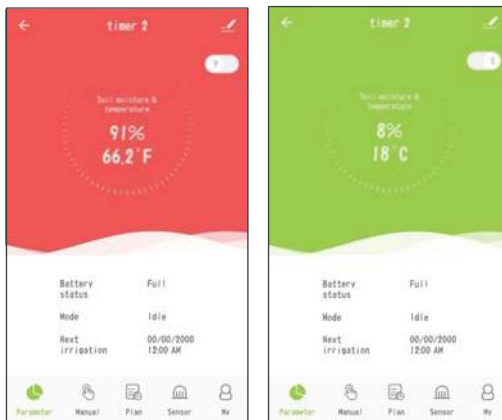 timer 2
Soil moisture &
temperature
91%
66.2°F
Battery
status
Full
Mode
Idle
Next
irrigation
00/00/2000
12:00 AM
Parameter
Manual
Plan
Sensor
My
timer 2
Soil moisture &
temperature
8%
18°C
Battery
status
Full
Mode
Idle
Next
irrigation
00/00/2000
12:00 AM
Parameter
Manual
Plan
Sensor
My